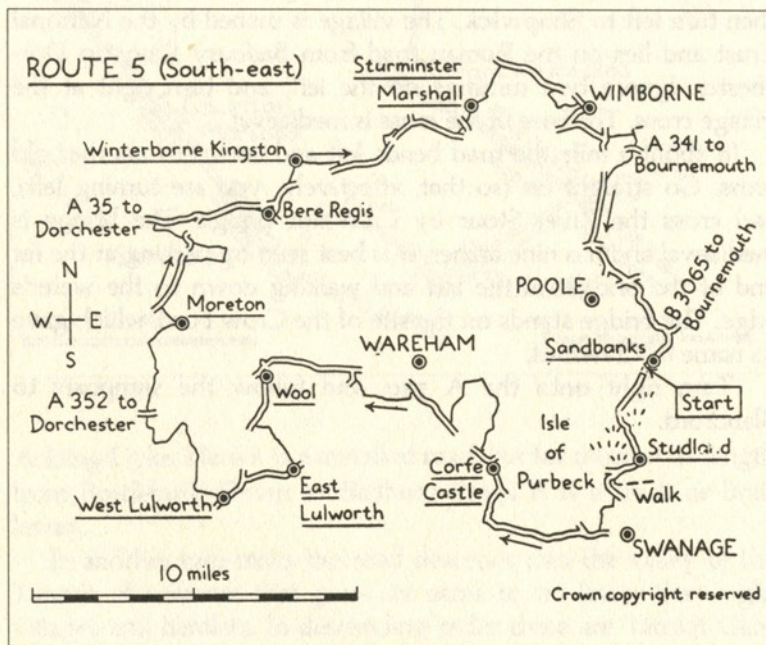 ROUTE 5 (South-east)
Sturminster
Marshall
WIMBORNE
A 341 to
Bournemouth
Winterborne Kingston
A 35 to
Dorchester
Bere Regis
N
W E
S
Moreton
POOLE
B 3065 to
Bournemouth
Sandbanks
Start
WAREHAM
A 352 to
Dorchester
Wool
Isle
of
Purbeck
Studland
Walk
Corfe
Castle
East
Lulworth
West Lulworth
SWANAGE
10 miles
Crown copyright reserved